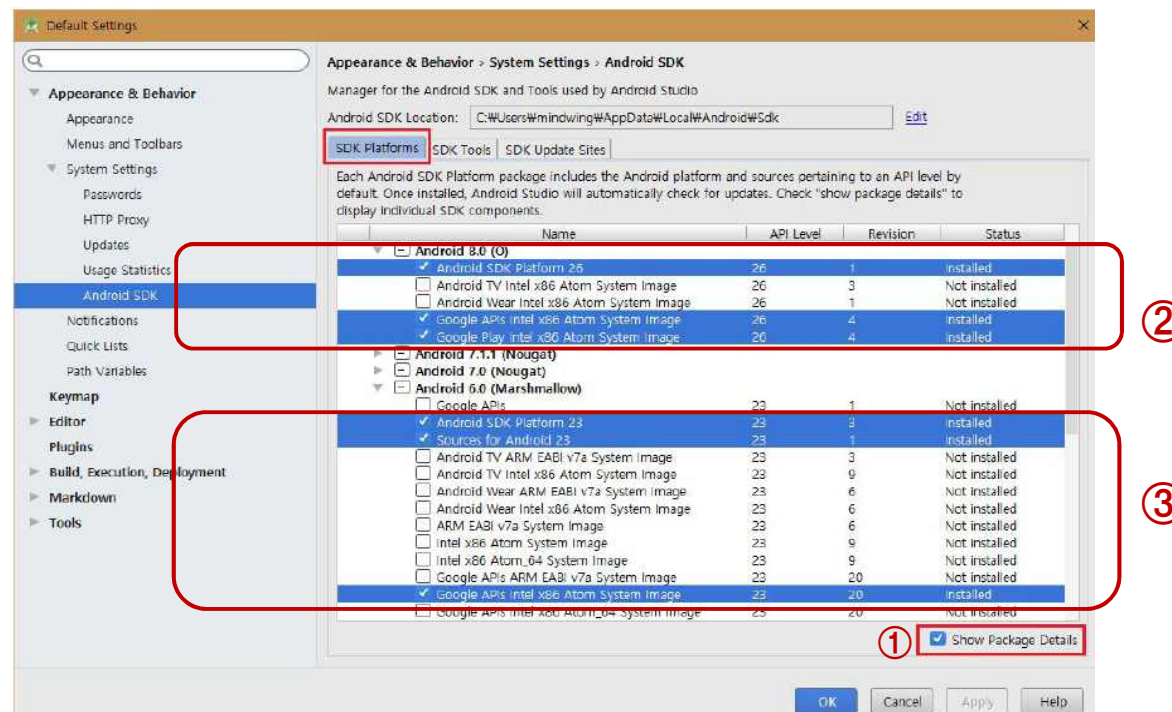 Default Settings
Appearance & Behavior
Appearance
Menus and Toolbars
System Settings
Passwords
HTTP Proxy
Updates
Usage Statistics
Android SDK
Notifications
Quick Lists
Path Variables
Keymap
Editor
Plugins
Build, Execution, Deployment
Markdown
Tools
Appearance & Behavior › System Settings › Android SDK
Manager for the Android SDK and Tools used by Android Studio
Android SDK Location: C:₩Users₩mindwing₩AppData₩Local₩Android₩Sdk Edit
SDK Platforms SDK Tools SDK Update Sites
Each Android SDK Platform package includes the Android platform and sources pertaining to an API level by
default. Once installed, Android Studio will automatically check for updates. Check "show package details" to
display individual SDK components.
Name API Level Revision Status
Android 8.0 (O)
Android SDK Platform 26 26 1 Installed
Android TV Intel x86 Atom System Image 26 3 Not installed
Android Wear Intel x86 Atom System Image 26 1 Not installed
Google APIs Intel x86 Atom System Image 26 4 Installed
Google Play Intel x86 Atom System Image 26 4 Installed
②
Android 7.1.1 (Nougat)
Android 7.0 (Nougat)
Android 6.0 (Marshmallow)
Google APIs 23 1 Not installed
Android SDK Platform 23 23 3 Installed
Sources for Android 23 23 1 Installed
Android TV ARM EABI v7a System Image 23 3 Not installed
Android TV Intel x86 Atom System Image 23 9 Not installed
Android Wear ARM EABI v7a System Image 23 6 Not installed
Android Wear Intel x86 Atom System Image 23 6 Not installed
③
ARM EABI v7a System Image 23 6 Not installed
Intel x86 Atom System Image 23 9 Not installed
Intel x86 Atom_64 System Image 23 9 Not installed
Google APIs ARM EABI v7a System Image 23 20 Not installed
Google APIs Intel x86 Atom System Image 23 20 Installed
Google APIs Intel x86 Atom_64 System Image 23 20 Not installed
① Show Package Details
OK Cancel Apply Help